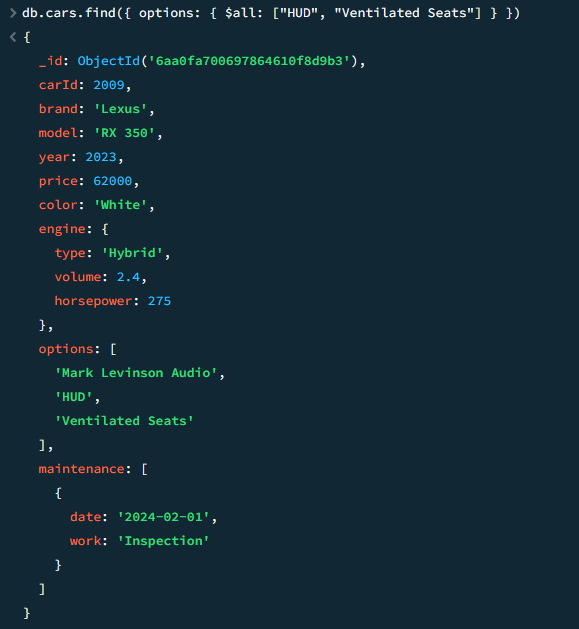 > db.cars.find({ options: { $all: ["HUD", "Ventilated Seats"] } })
< {
_id: ObjectId('6aa0fa700697864610f8d9b3'),
carId: 2009,
brand: 'Lexus',
model: 'RX 350',
year: 2023,
price: 62000,
color: 'White',
engine: {
type: 'Hybrid',
volume: 2.4,
horsepower: 275
},
options: [
'Mark Levinson Audio',
'HUD',
'Ventilated Seats'
],
maintenance: [
{
date: '2024-02-01',
work: 'Inspection'
}
]
}